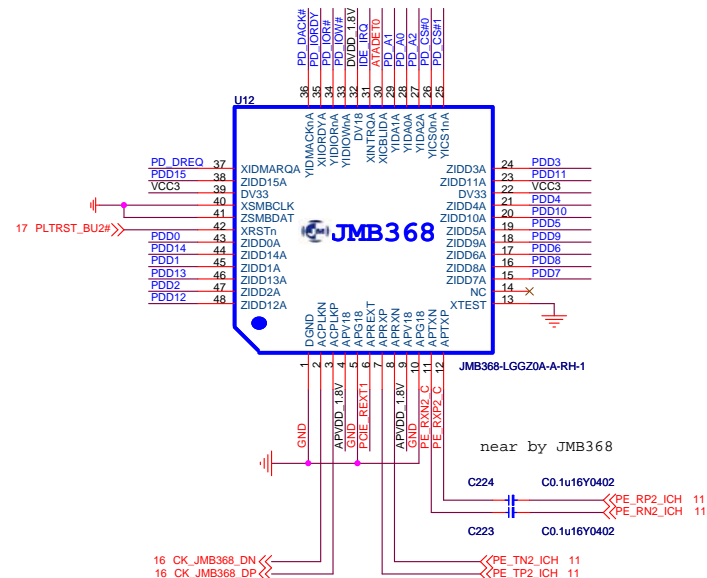 PD_DACK#
PD_IORDY
PD_IOR#
PD_IOW#
DVDD_1.8V
IDE_IRQ
ATADET0
PD_A1
PD_A0
PD_A2
PD_CS#0
PD_CS#1
36
35
34
33
32
31
30
29
28
27
26
25
U12
YIDMACKnA
XIIORDYA
YIDIORnA
YIDIOWnA
DV18
XINTRQA
XICBLIDA
YIDA1A
YIDA0A
YIDA2A
YICS0nA
YICS1nA
PD_DREQ 37 XIDMARQA
PDD15 38 ZIDD15A
VCC3 39 DV33
40 XSMBCLK
41 ZSMBDAT
17 PLTRST_BU2# 42 XRSTn
PDD0 43 ZIDD0A
PDD14 44 ZIDD14A
PDD1 45 ZIDD1A
PDD13 46 ZIDD13A
PDD2 47 ZIDD2A
PDD12 48 ZIDD12A
JMB368
ZIDD3A 24 PDD3
ZIDD11A 23 PDD11
DV33 22 VCC3
ZIDD4A 21 PDD4
ZIDD10A 20 PDD10
ZIDD5A 19 PDD5
ZIDD9A 18 PDD9
ZIDD6A 17 PDD6
ZIDD8A 16 PDD8
ZIDD7A 15 PDD7
NC 14
XTEST 13
DGND
ACPLKN
ACPLKP
APV18
APG18
APREXT
APRXP
APRXN
APV18
APG18
APTXN
APTXP
1
2
3
4
5
6
7
8
9
10
11
12
JMB368-LGGZ0A-A-RH-1
GND
APVDD_1.8V
GND
PCIE_REXT1
APVDD_1.8V
GND
PE_RXN2_C
PE_RXP2_C
near by JMB368
C224 C0.1u16Y0402
PE_RP2_ICH 11
PE_RN2_ICH 11
C223 C0.1u16Y0402
16 CK_JMB368_DN
16 CK_JMB368_DP
PE_TN2_ICH 11
PE_TP2_ICH 11